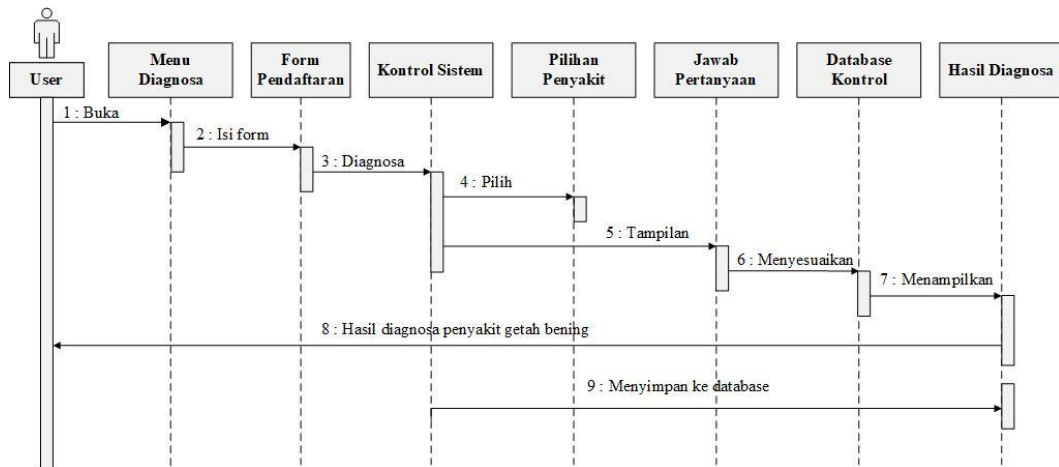 User
Menu
Diagnosa
Form
Pendaftaran
Kontrol Sistem
Pilihan
Penyakit
Jawab
Pertanyaan
Database
Kontrol
Hasil Diagnosa
1 : Buka
2 : Isi form
3 : Diagnosa
4 : Pilih
5 : Tampilan
6 : Menyesuaikan
7 : Menampilkan
8 : Hasil diagnosa penyakit getah bening
9 : Menyimpan ke database